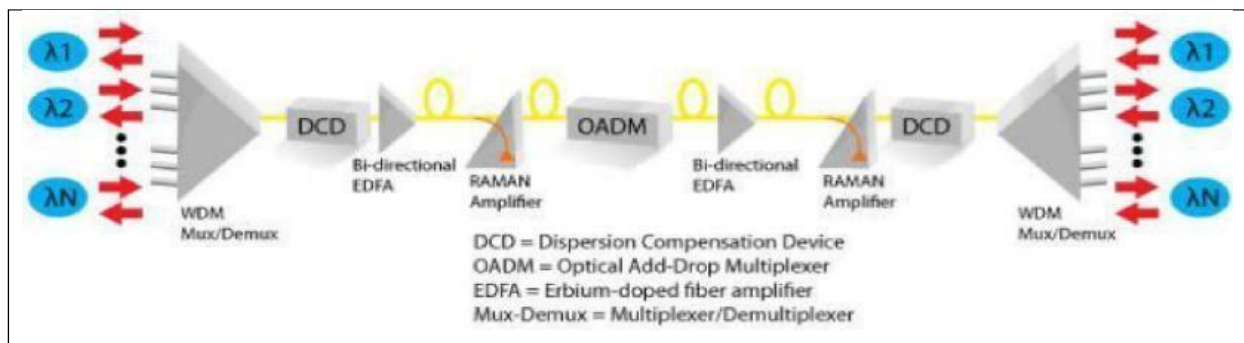 λ1
λ2
λN
WDM
Mux/Demux
DCD
Bi-directional
EDFA
RAMAN
Amplifier
OADM
Bi-directional
EDFA
RAMAN
Amplifier
DCD
WDM
Mux/Demux
λ1
λ2
λN
DCD = Dispersion Compensation Device
OADM = Optical Add-Drop Multiplexer
EDFA = Erbium-doped fiber amplifier
Mux-Demux = Multiplexer/Demultiplexer